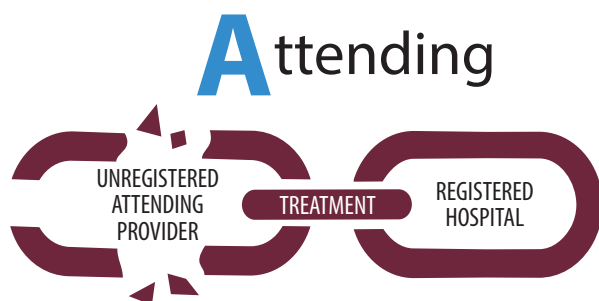 Attending
UNREGISTERED
ATTENDING
PROVIDER
TREATMENT
REGISTERED
HOSPITAL